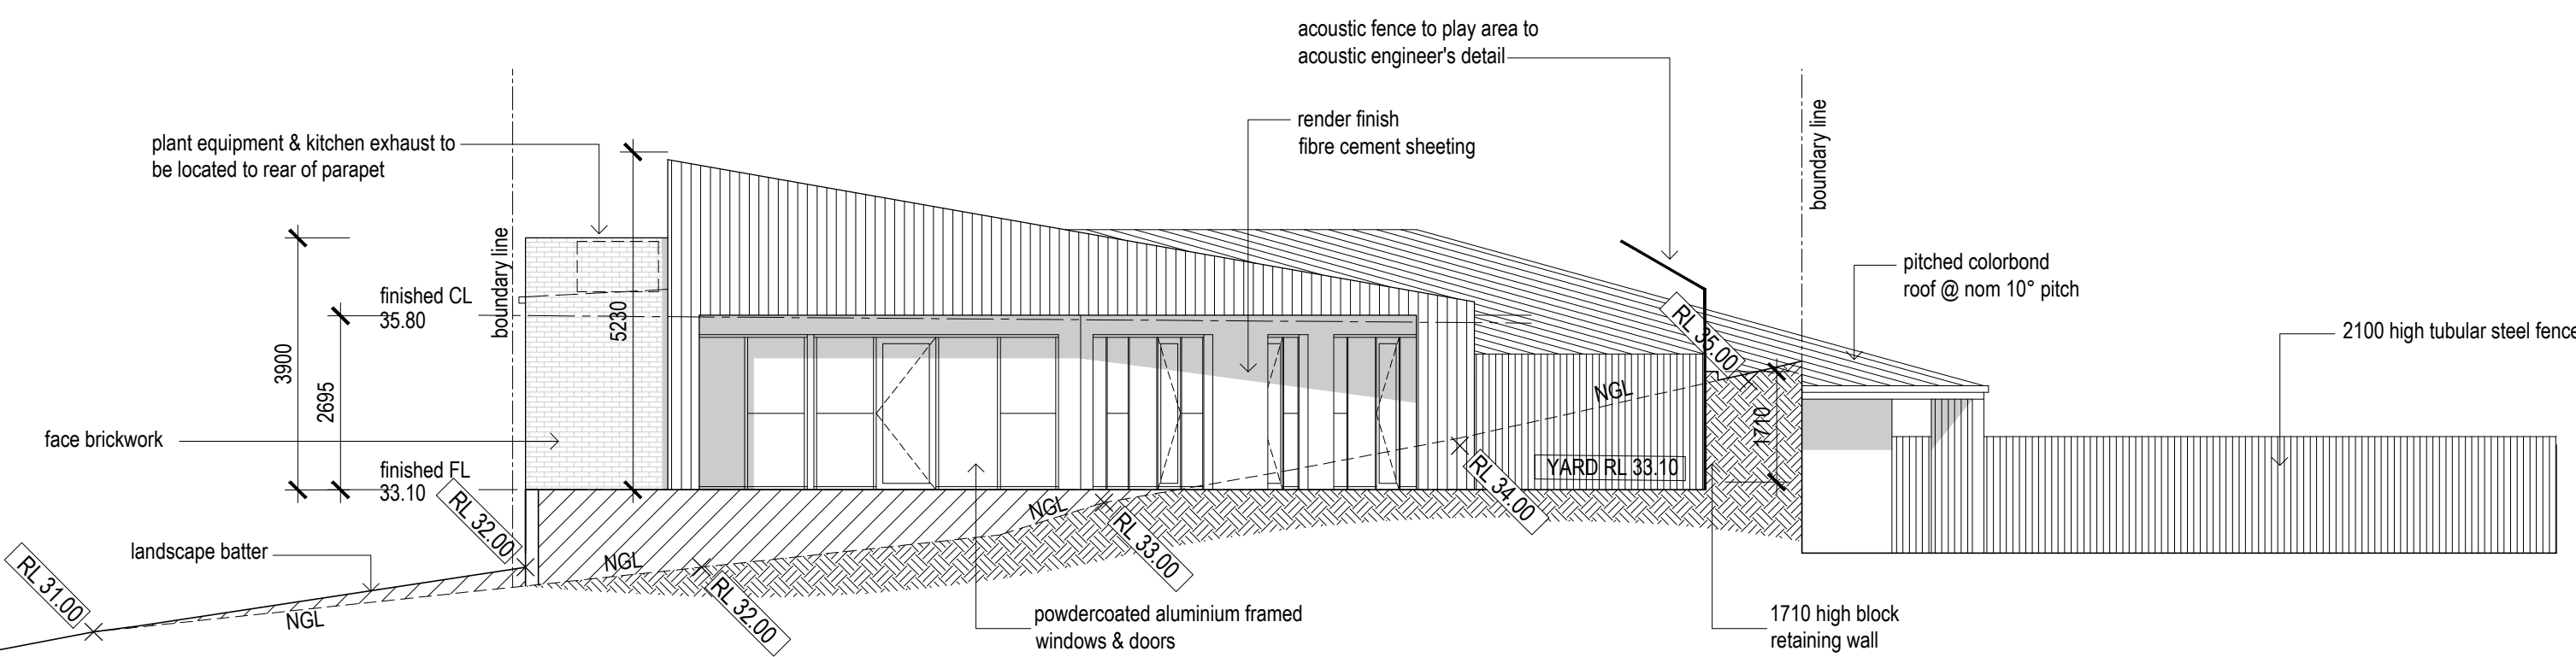 acoustic fence to play area to
acoustic engineer's detail
render finish
fibre cement sheeting
plant equipment & kitchen exhaust to
be located to rear of parapet
boundary line
boundary line
pitched colorbond
roof @ nom 10° pitch
2100 high tubular steel fence
finished CL
35.80
3900
2695
5230
RL 35.00
NGL
1710
face brickwork
finished FL
33.10
YARD RL 33.10
RL 32.00
RL 34.00
NGL
RL 33.00
landscape batter
NGL
RL 31.00
RL 32.00
NGL
powdercoated aluminium framed
windows & doors
1710 high block
retaining wall